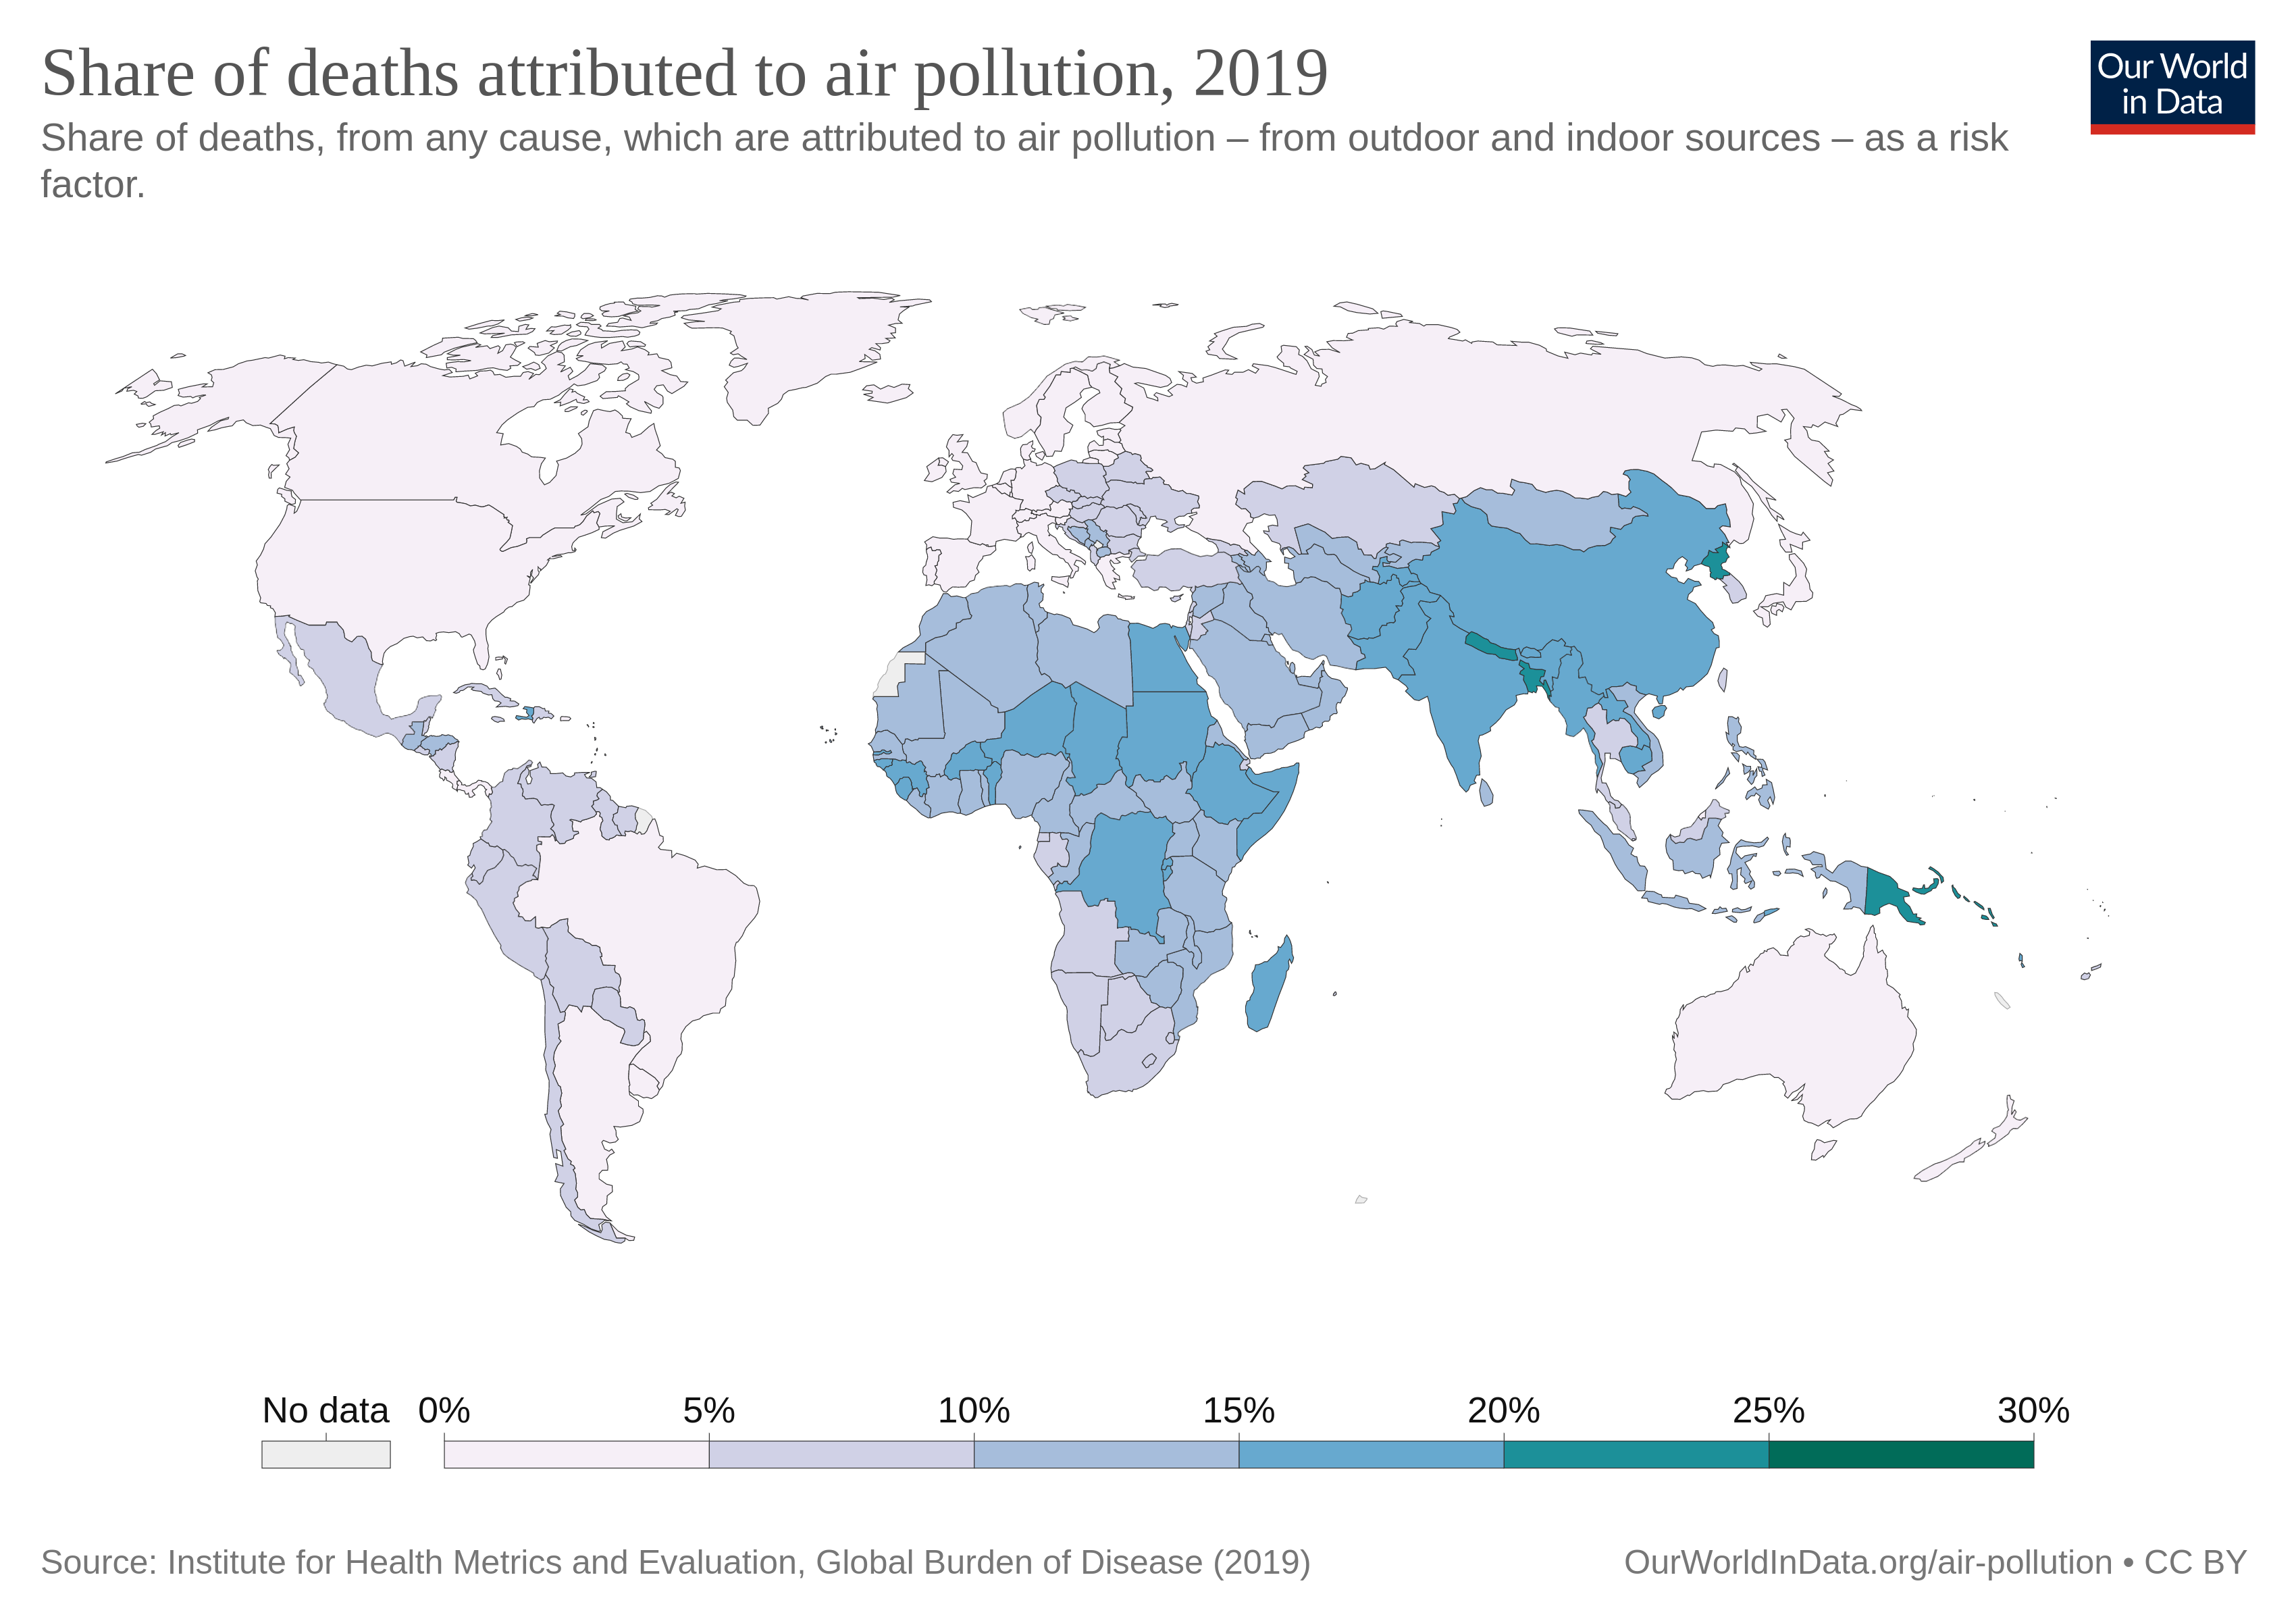 Share of deaths attributed to air pollution, 2019
Our World
in Data
Share of deaths, from any cause, which are attributed to air pollution – from outdoor and indoor sources – as a risk
factor.
No data 0% 5% 10% 15% 20% 25% 30%
Source: Institute for Health Metrics and Evaluation, Global Burden of Disease (2019)
OurWorldInData.org/air-pollution • CC BY